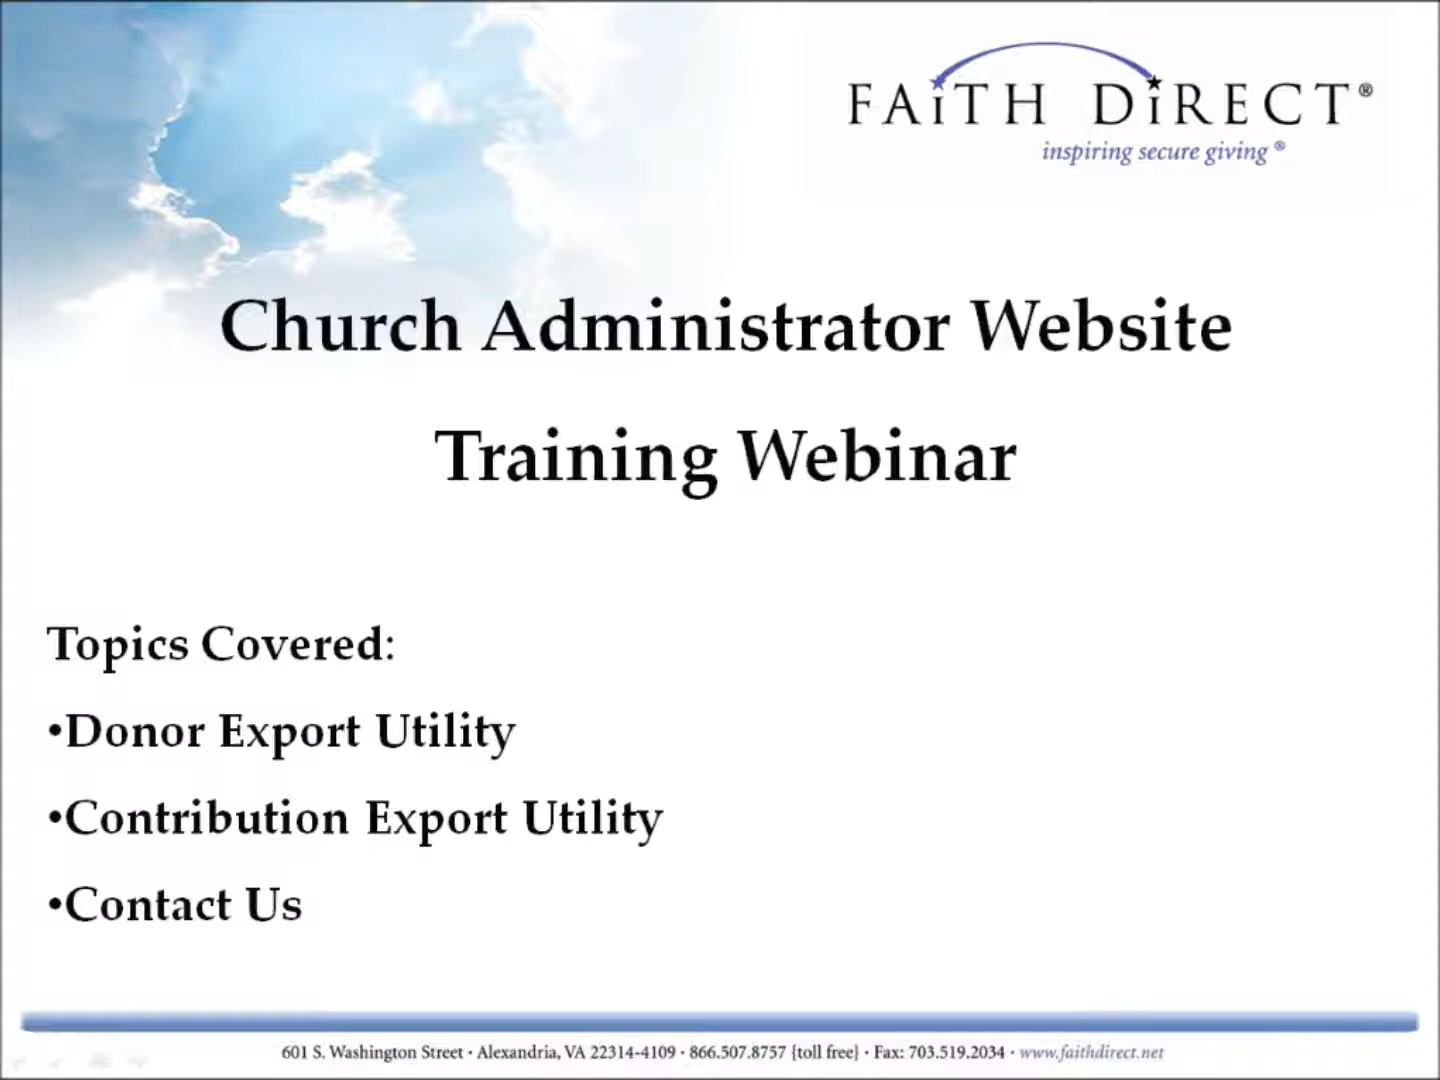 FAiTH DiRECT®
inspiring secure giving ®
Church Administrator Website
Training Webinar
Topics Covered:
•Donor Export Utility
•Contribution Export Utility
•Contact Us
601 S. Washington Street · Alexandria, VA 22314-4109 · 866.507.8757 {toll free} · Fax: 703.519.2034 · www.faithdirect.net